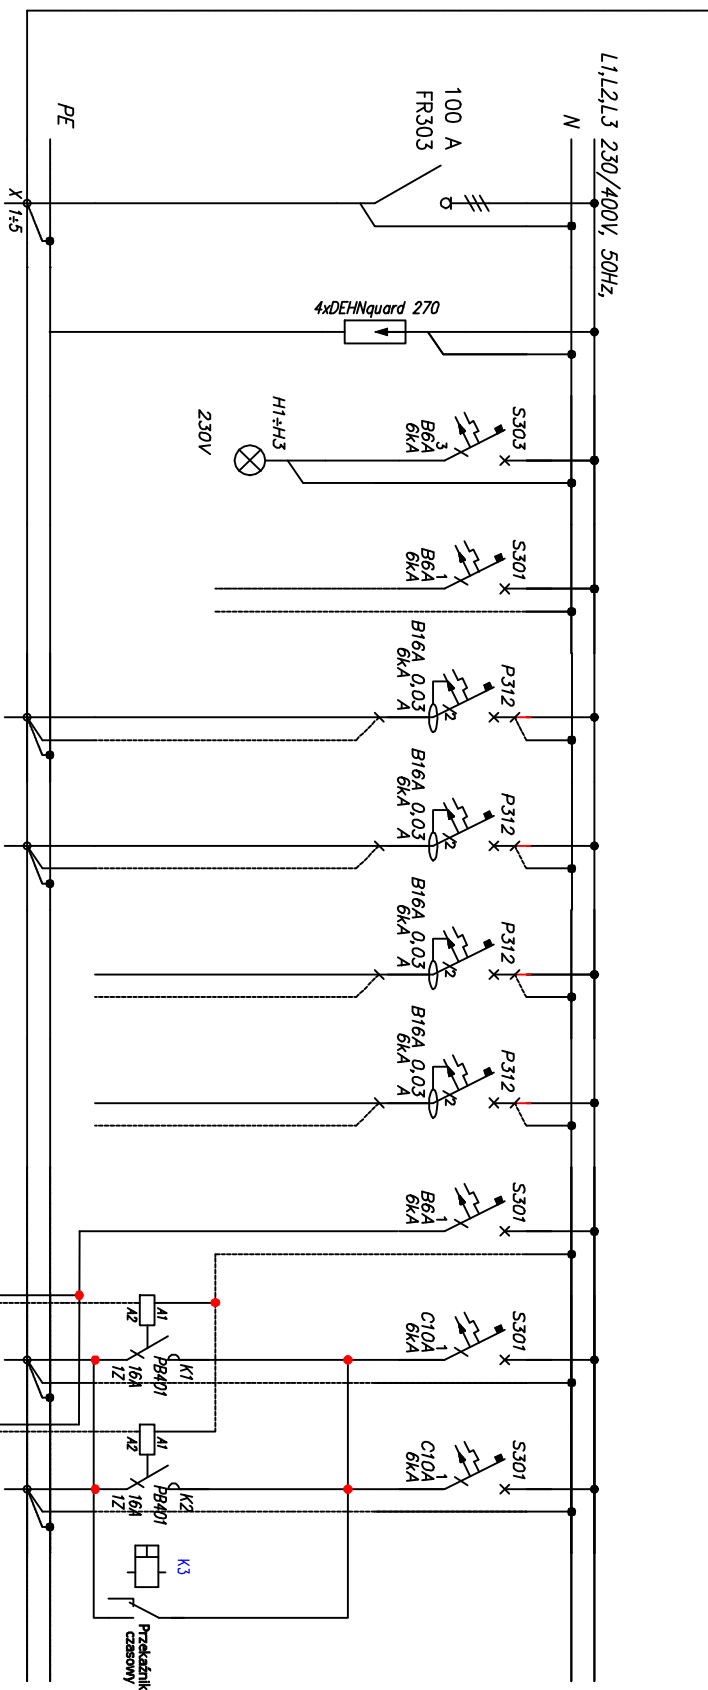 L1,L2,L3 230/400V, 50Hz,
N
PE
100 A
FR303
X 1÷5
4xDEHNquard 270
S303
3
B6A
6kA
H1÷H3
230V
S301
1
B6A
6kA
P312
2
B16A 0,03
6kA A
P312
2
B16A 0,03
6kA A
P312
2
B16A 0,03
6kA A
P312
2
B16A 0,03
6kA A
S301
1
B6A
6kA
S301
1
C10A
6kA
A1
A2
K1
PB401
16A
1Z
S301
1
C10A
6kA
A1
A2
K2
PB401
16A
1Z
K3
Przekaźnik
czasowy